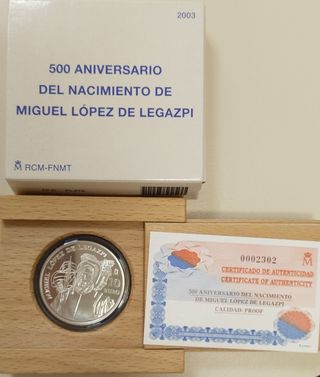 2003
500 ANIVERSARIO
DEL NACIMIENTO DE
MIGUEL LÓPEZ DE LEGAZPI
M RCM-FNMT
MIGUEL LÓPEZ DE LEGAZPI
10
M
0002302
CERTIFICADO DE AUTENTICIDAD
CERTIFICATE OF AUTHENTICITY
500 ANIVERSARIO DEL NACIMIENTO
DE MIGUEL LÓPEZ DE LEGAZPI
CALIDAD: PROOF